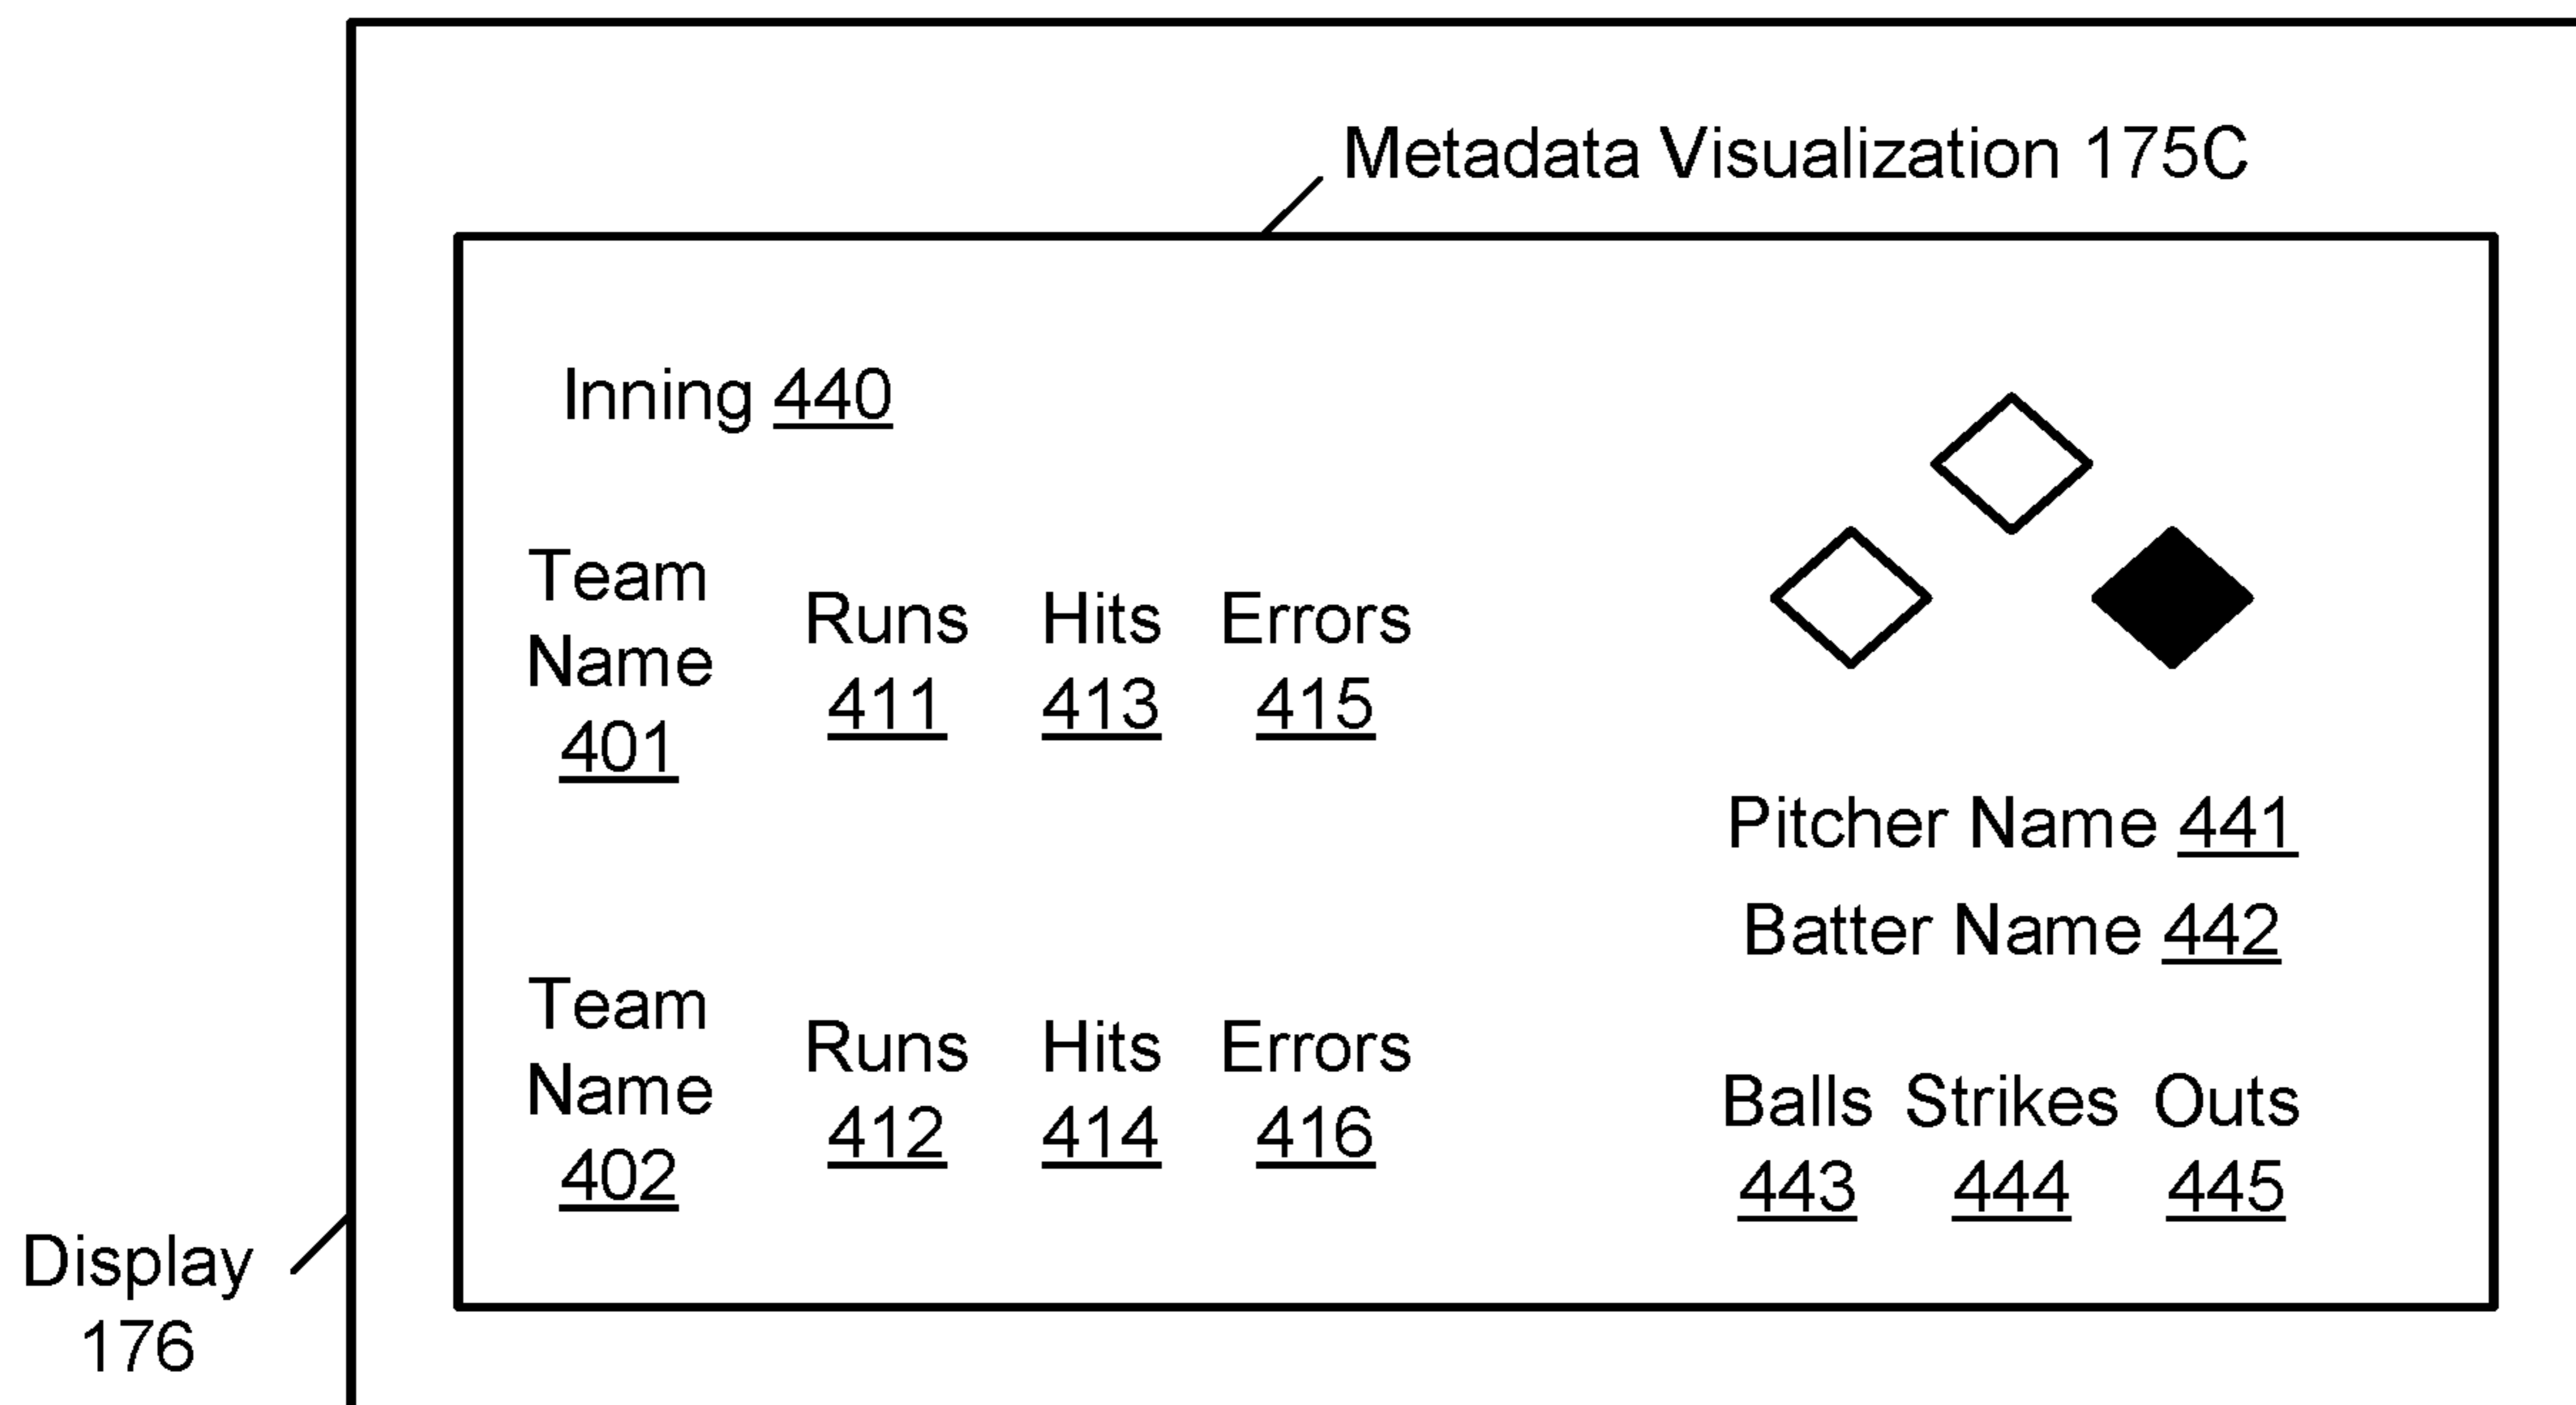 Metadata Visualization 175C
Inning 440
Team
Name
401
Runs Hits Errors
411 413 415
Team
Name
402
Runs Hits Errors
412 414 416
Pitcher Name 441
Batter Name 442
Balls Strikes Outs
443 444 445
Display
176